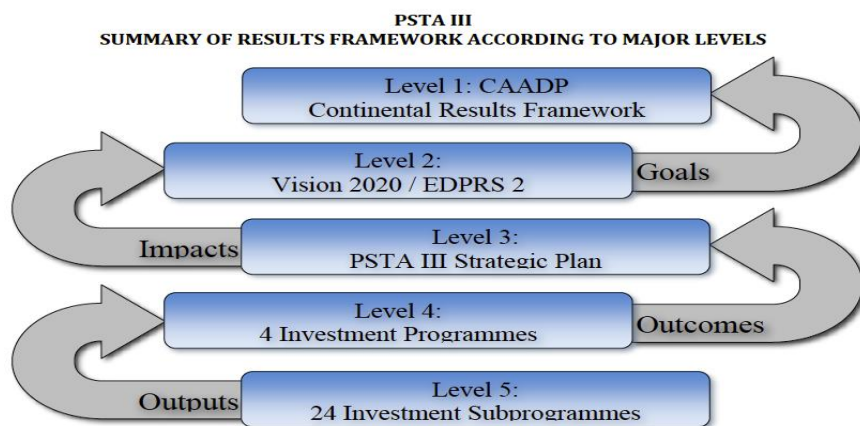 PSTA III
SUMMARY OF RESULTS FRAMEWORK ACCORDING TO MAJOR LEVELS
Level 1: CAADP
Continental Results Framework
Level 2:
Vision 2020 / EDPRS 2
Goals
Level 3:
PSTA III Strategic Plan
Impacts
Level 4:
4 Investment Programmes
Outcomes
Level 5:
24 Investment Subprogrammes
Outputs